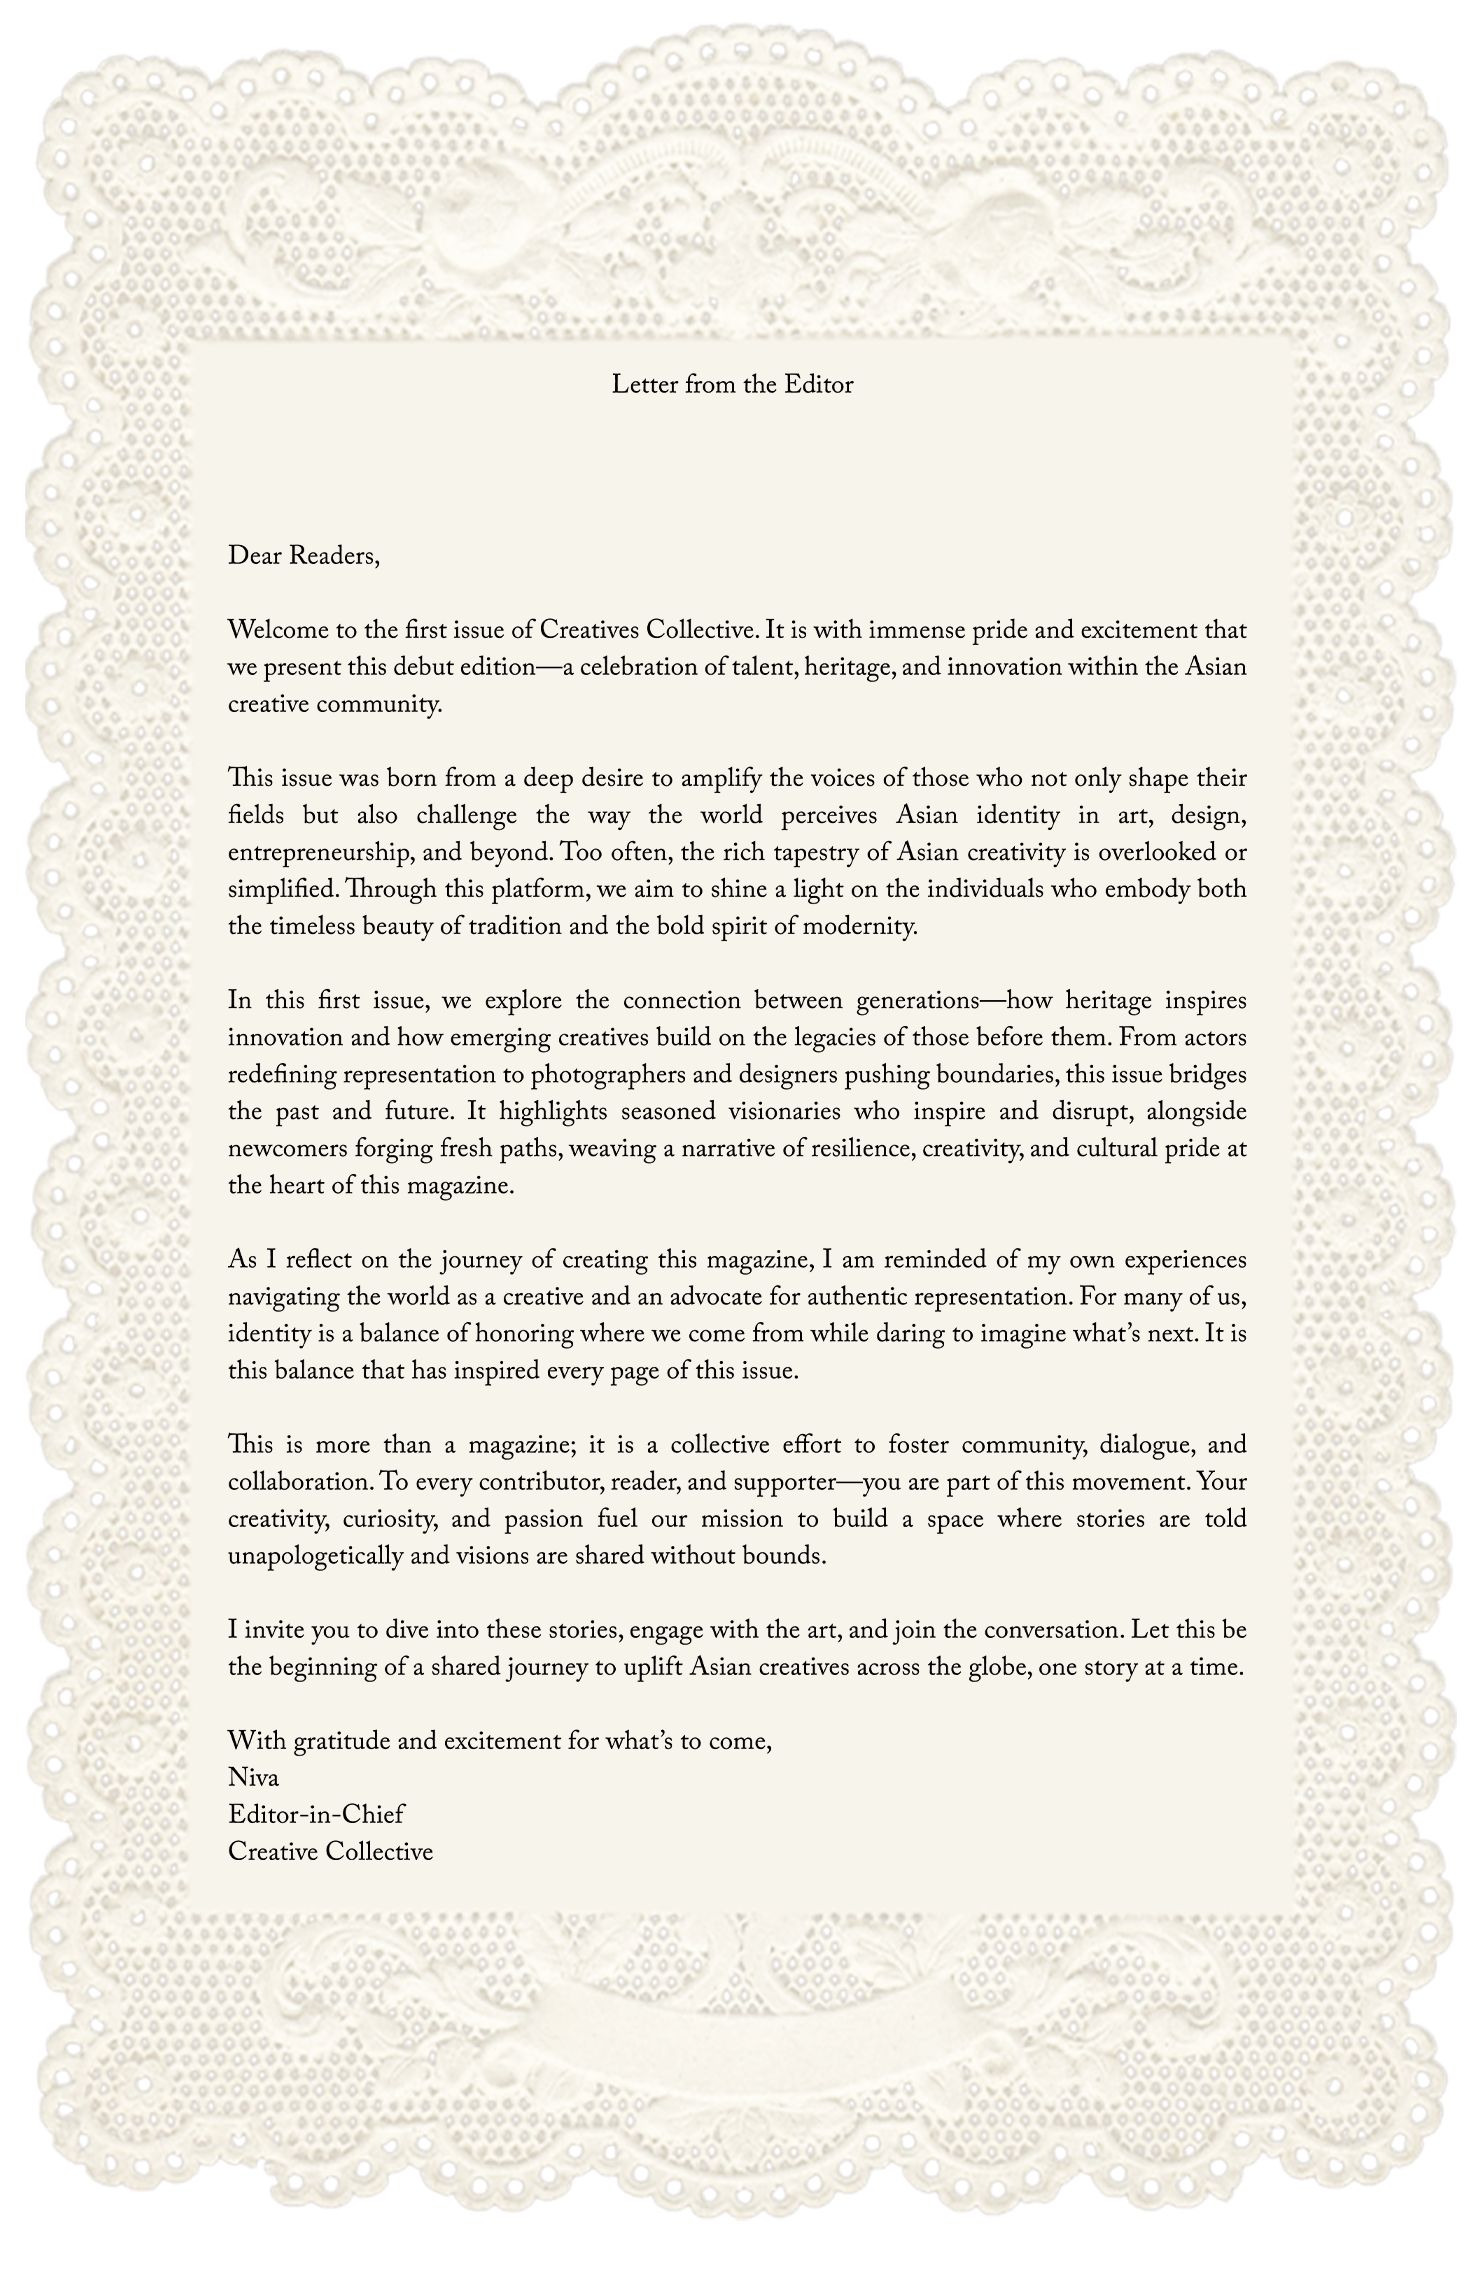 Letter from the Editor
Dear Readers,
Welcome to the first issue of Creatives Collective. It is with immense pride and excitement that
we present this debut edition—a celebration of talent, heritage, and innovation within the Asian
creative community.
This issue was born from a deep desire to amplify the voices of those who not only shape their
fields but also challenge the way the world perceives Asian identity in art, design,
entrepreneurship, and beyond. Too often, the rich tapestry of Asian creativity is overlooked or
simplified. Through this platform, we aim to shine a light on the individuals who embody both
the timeless beauty of tradition and the bold spirit of modernity.
In this first issue, we explore the connection between generations—how heritage inspires
innovation and how emerging creatives build on the legacies of those before them. From actors
redefining representation to photographers and designers pushing boundaries, this issue bridges
the past and future. It highlights seasoned visionaries who inspire and disrupt, alongside
newcomers forging fresh paths, weaving a narrative of resilience, creativity, and cultural pride at
the heart of this magazine.
As I reflect on the journey of creating this magazine, I am reminded of my own experiences
navigating the world as a creative and an advocate for authentic representation. For many of us,
identity is a balance of honoring where we come from while daring to imagine what’s next. It is
this balance that has inspired every page of this issue.
This is more than a magazine; it is a collective effort to foster community, dialogue, and
collaboration. To every contributor, reader, and supporter—you are part of this movement. Your
creativity, curiosity, and passion fuel our mission to build a space where stories are told
unapologetically and visions are shared without bounds.
I invite you to dive into these stories, engage with the art, and join the conversation. Let this be
the beginning of a shared journey to uplift Asian creatives across the globe, one story at a time.
With gratitude and excitement for what’s to come,
Niva
Editor-in-Chief
Creative Collective